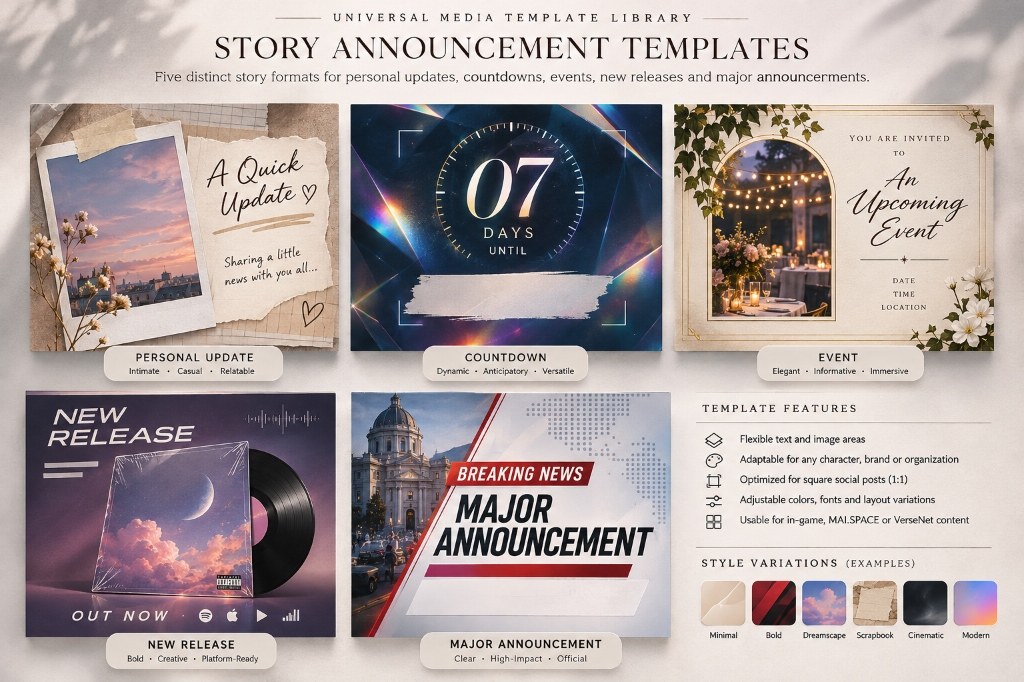 UNIVERSAL MEDIA TEMPLATE LIBRARY
STORY ANNOUNCEMENT TEMPLATES
Five distinct story formats for personal updates, countdowns, events, new releases and major announcerments.
A Quick
Update
Sharing a little
news with you all...
PERSONAL UPDATE
Intimate • Casual • Relatable
07
DAYS
UNTIL
COUNTDOWN
Dynamic • Anticipatory • Versatile
YOU ARE INVITED
TO
An
Upcoming
Event
DATE
TIME
LOCATION
EVENT
Elegant • Informative • Immersive
NEW
RELEASE
PARENTAL
ADVISORY
OUT NOW
NEW RELEASE
Bold • Creative • Platform-Ready
BREAKING NEWS
MAJOR
ANNOUNCEMENT
MAJOR ANNOUNCEMENT
Clear • High-Impact • Official
TEMPLATE FEATURES
Flexible text and image areas
Adaptable for any character, brand or organization
Optimized for square social posts (1:1)
Adjustable colors, fonts and layout variations
Usable for in-game, MAI.SPACE or VerseNet content
STYLE VARIATIONS (EXAMPLES)
Minimal
Bold
Dreamscape
Scrapbook
Cinematic
Modern